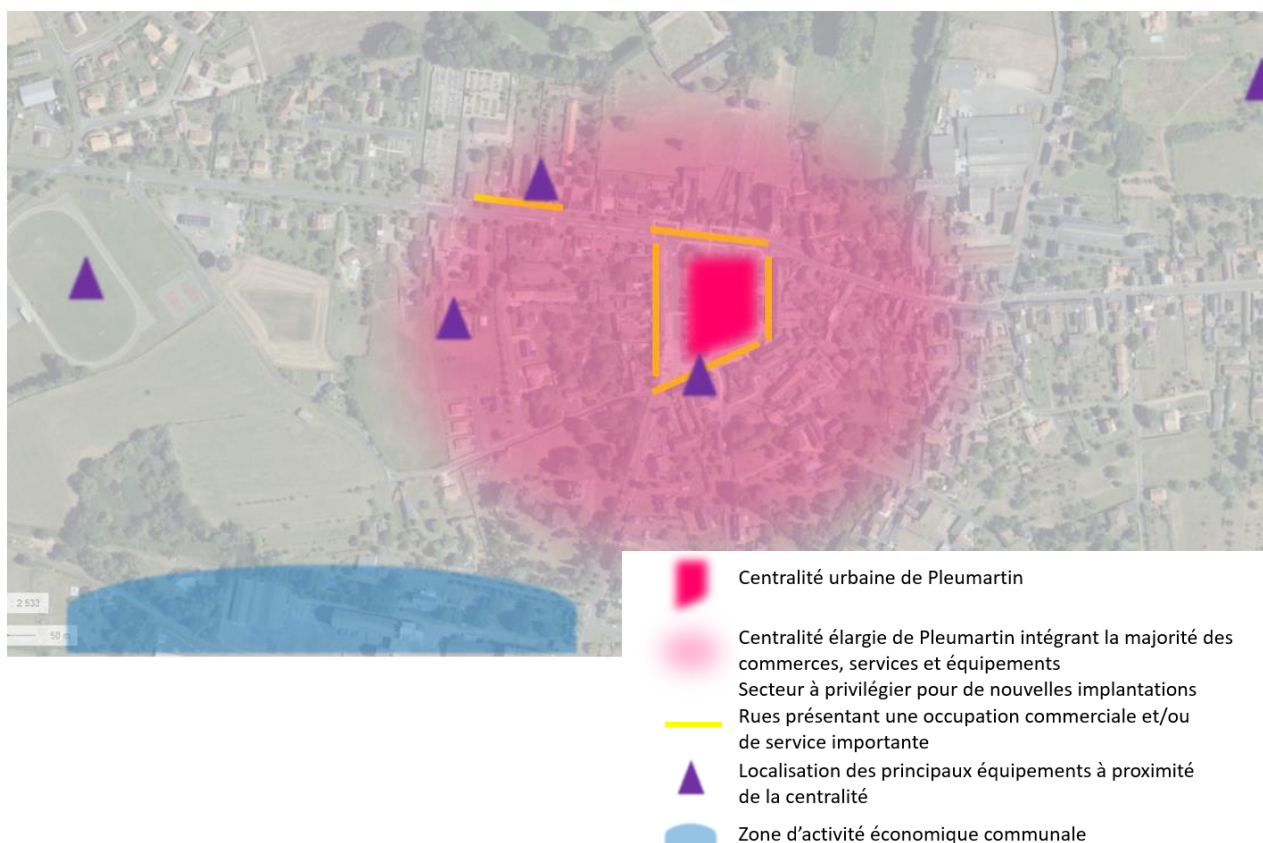 : 2 533
50 m
Centralité urbaine de Pleumartin
Centralité élargie de Pleumartin intégrant la majorité des
commerces, services et équipements
Secteur à privilégier pour de nouvelles implantations
Rues présentant une occupation commerciale et/ou
de service importante
Localisation des principaux équipements à proximité
de la centralité
Zone d’activité économique communale